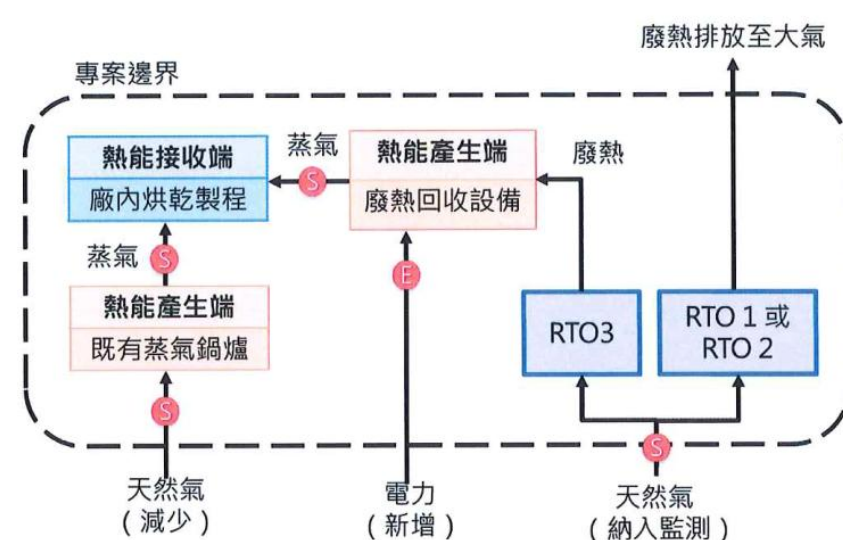 廢熱排放至大氣
專案邊界
熱能接收端
廠內烘乾製程
蒸氣
S
熱能產生端
廢熱回收設備
廢熱
蒸氣
S
E
熱能產生端
既有蒸氣鍋爐
RTO3
RTO 1 或
RTO 2
S
S
天然氣
（減少）
電力
（新增）
天然氣
（納入監測）